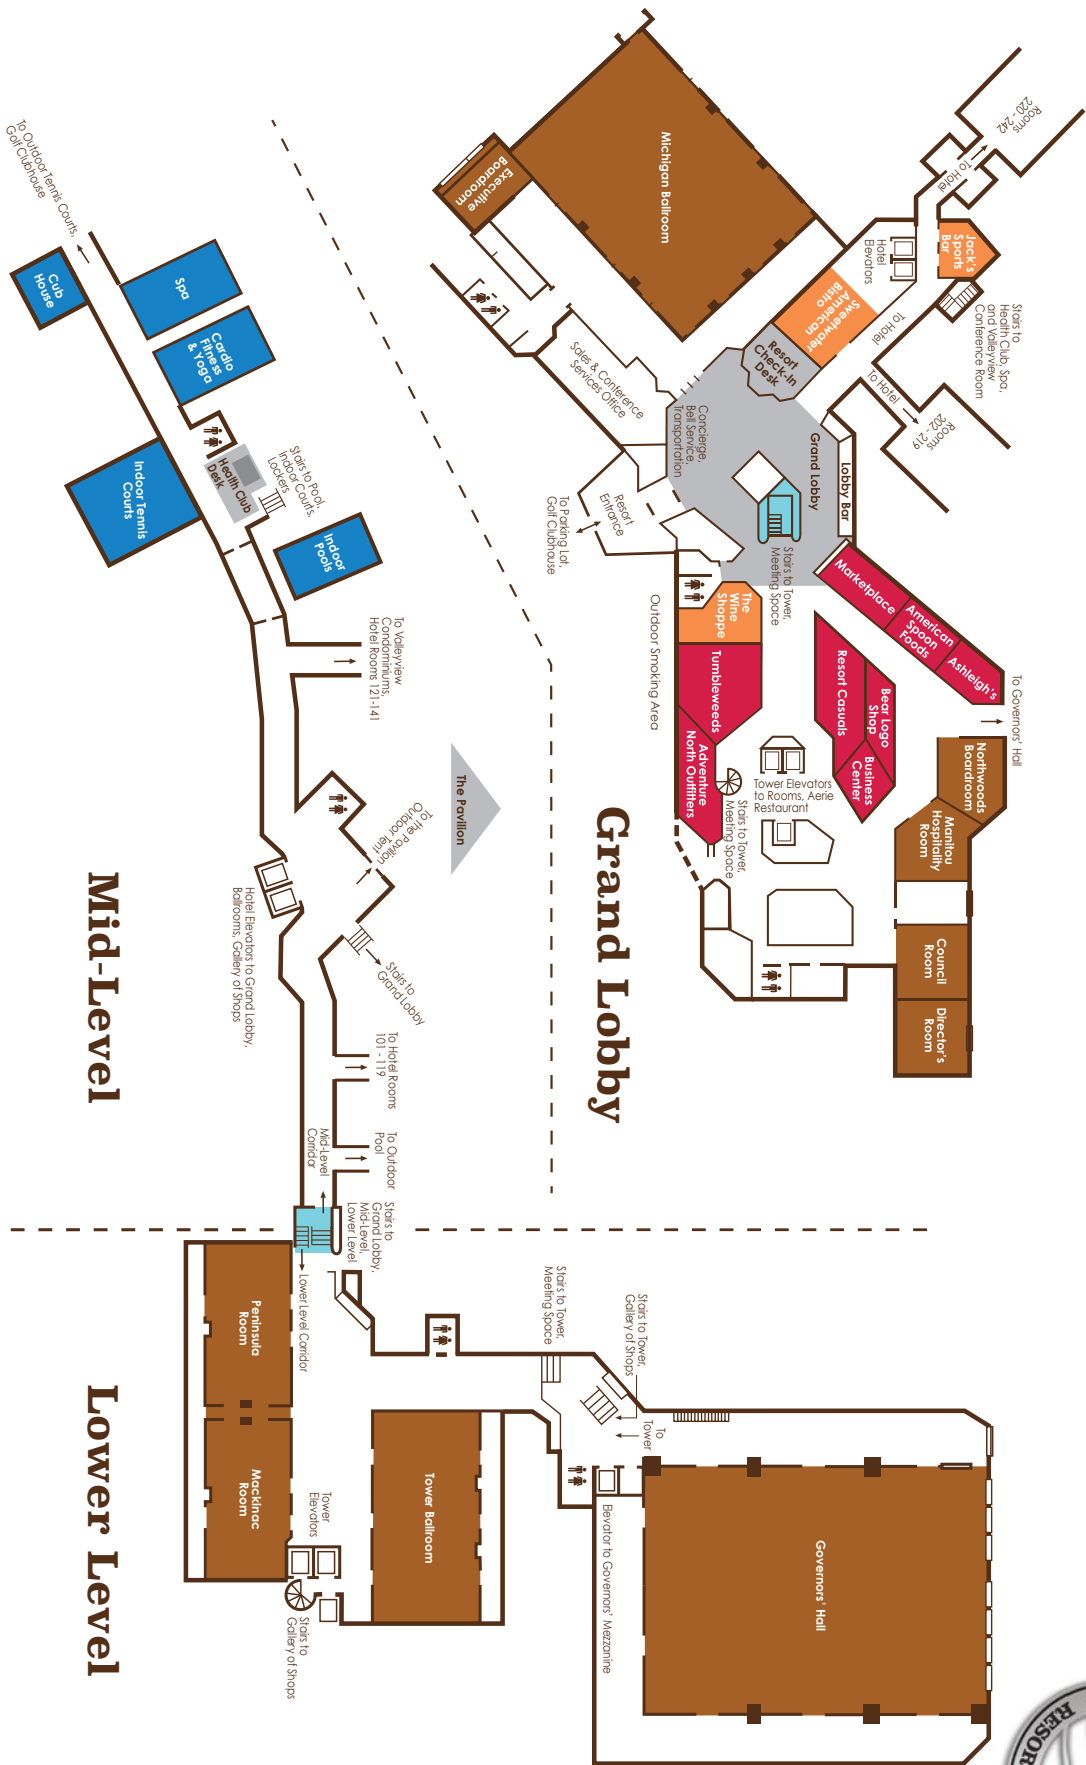 Grand Lobby
Rooms
220 - 242
To Hotel
Jack's
Sports
Bar
Stairs to
Health Club, Spa,
and Valleyview
Conference Room
Hotel
Elevators
To Hotel
To Hotel
Rooms
202 - 219
Michigan Ballroom
Executive
Boardroom
Sweetwater
American
Bistro
Resort
Check-In
Desk
Sales & Conference
Services Office
Concierge,
Bell Service,
Transportation
Grand Lobby
Lobby Bar
Resort
Entrance
To Parking Lot,
Golf Clubhouse
Stairs to Tower,
Meeting Space
Marketplace
American
Spoon
Foods
Ashleigh's
To Governors' Hall
The
Wine
Shoppe
Outdoor Smoking Area
Tumbleweeds
Adventure
North Outfitters
Resort Casuals
Bear Logo
Shop
Business
Center
Tower Elevators
to Rooms, Aerie
Restaurant
Stairs to Tower,
Meeting Space
Northwoods
Boardroom
Manitou
Hospitality
Room
Council
Room
Director's
Room
Mid-Level
To Outdoor Tennis Courts,
Golf Clubhouse
Cub
House
Spa
Cardio
Fitness
& Yoga
Health Club
Desk
Stairs to Pool,
Indoor Courts,
Lockers
Indoor Tennis
Courts
Indoor
Pools
To Valleyview
Condominiums,
Hotel Rooms 121-141
The Pavilion
To the Pavilion
Outdoor Tent
Hotel Elevators to Grand Lobby,
Ballrooms, Gallery of Shops
Stairs to
Grand Lobby
To Hotel Rooms
101 - 119
To Outdoor
Pool
Mid-Level
Corridor
Stairs to
Grand Lobby,
Mid-Level,
Lower Level
Lower Level
Lower Level Corridor
Peninsula
Room
Mackinac
Room
Tower
Elevators
Stairs to
Gallery of Shops
Tower Ballroom
Stairs to Tower,
Meeting Space
Stairs to Tower,
Gallery of Shops
To
Tower
Elevator to Governors' Mezzanine
Governors' Hall
RESOR